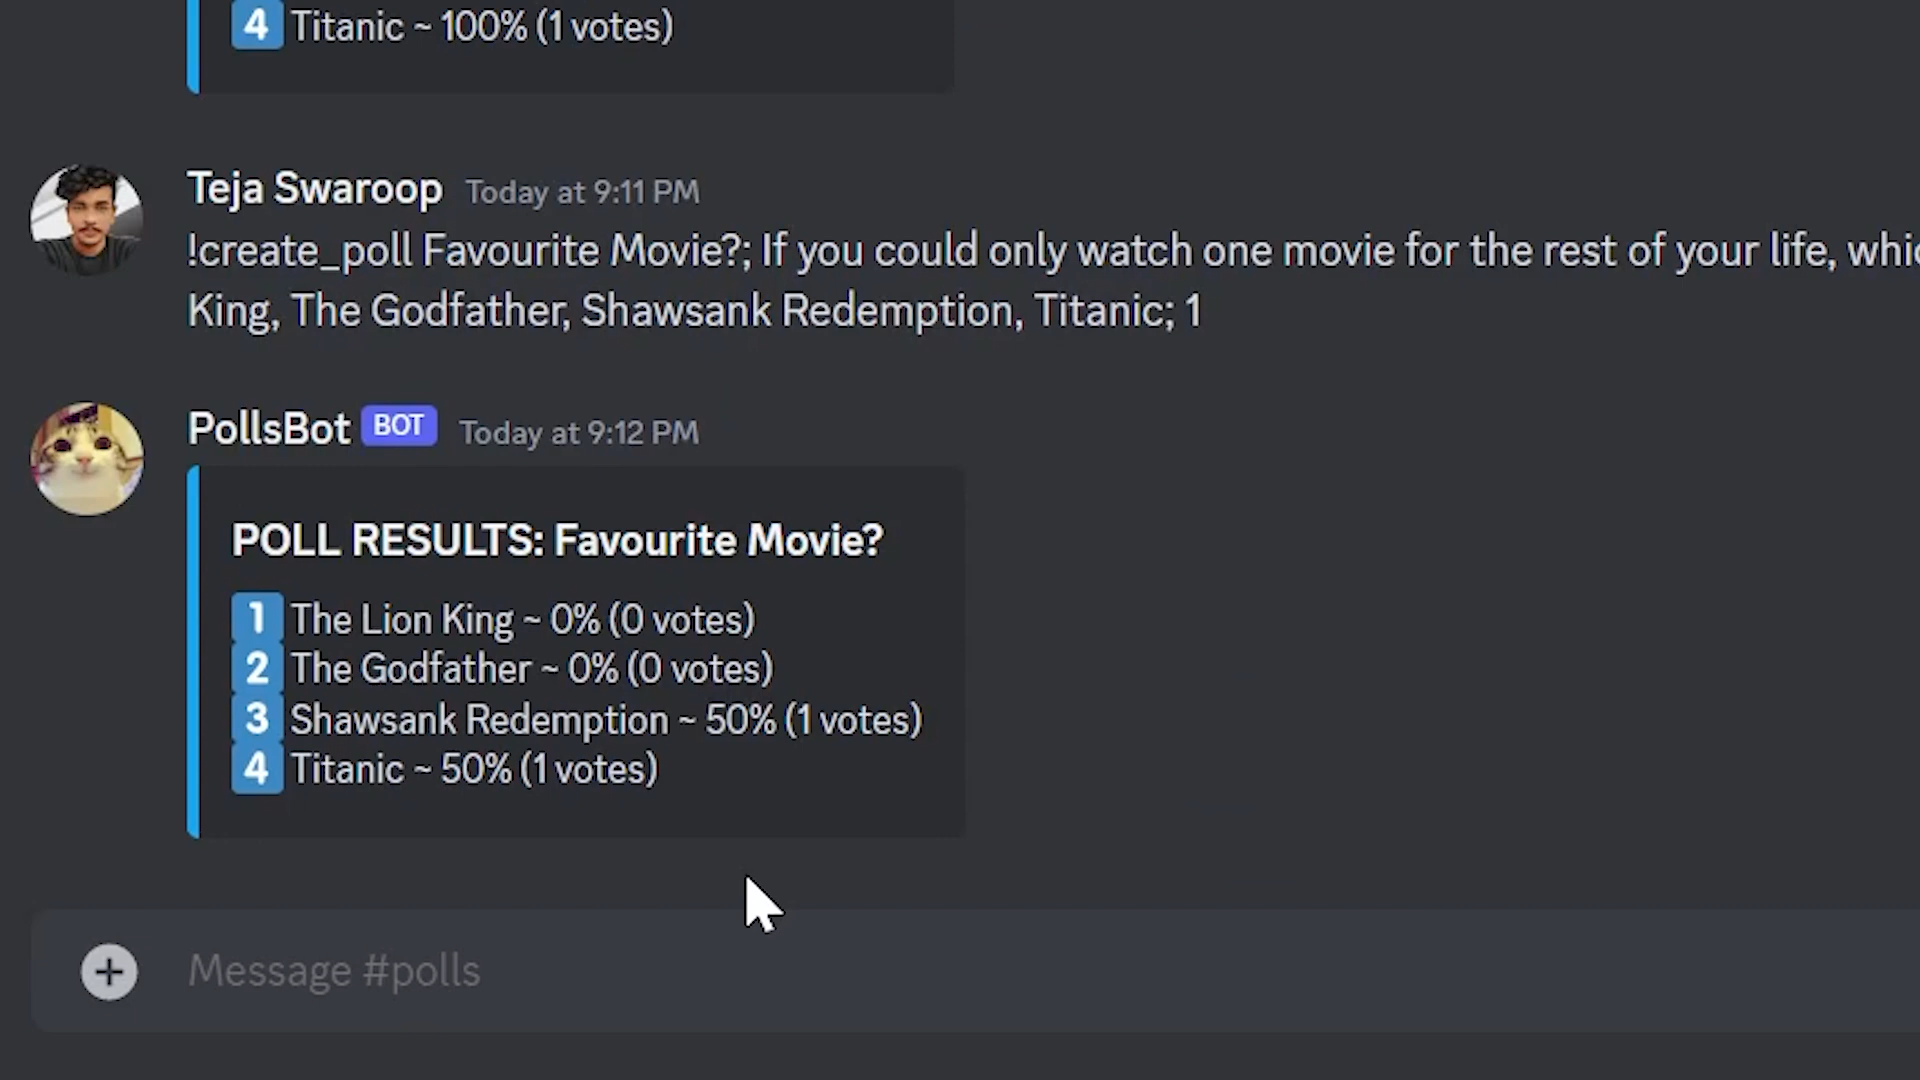 4 Titanic ~ 100% (1 votes)
Teja Swaroop Today at 9:11 PM
!create_poll Favourite Movie?; If you could only watch one movie for the rest of your life,
King, The Godfather, Shawsank Redemption, Titanic; 1
PollsBot BOT Today at 9:12 PM
POLL RESULTS: Favourite Movie?
1 The Lion King ~ 0% (0 votes)
2 The Godfather ~ 0% (0 votes)
3 Shawsank Redemption ~ 50% (1 votes)
4 Titanic ~ 50% (1 votes)
Message #polls